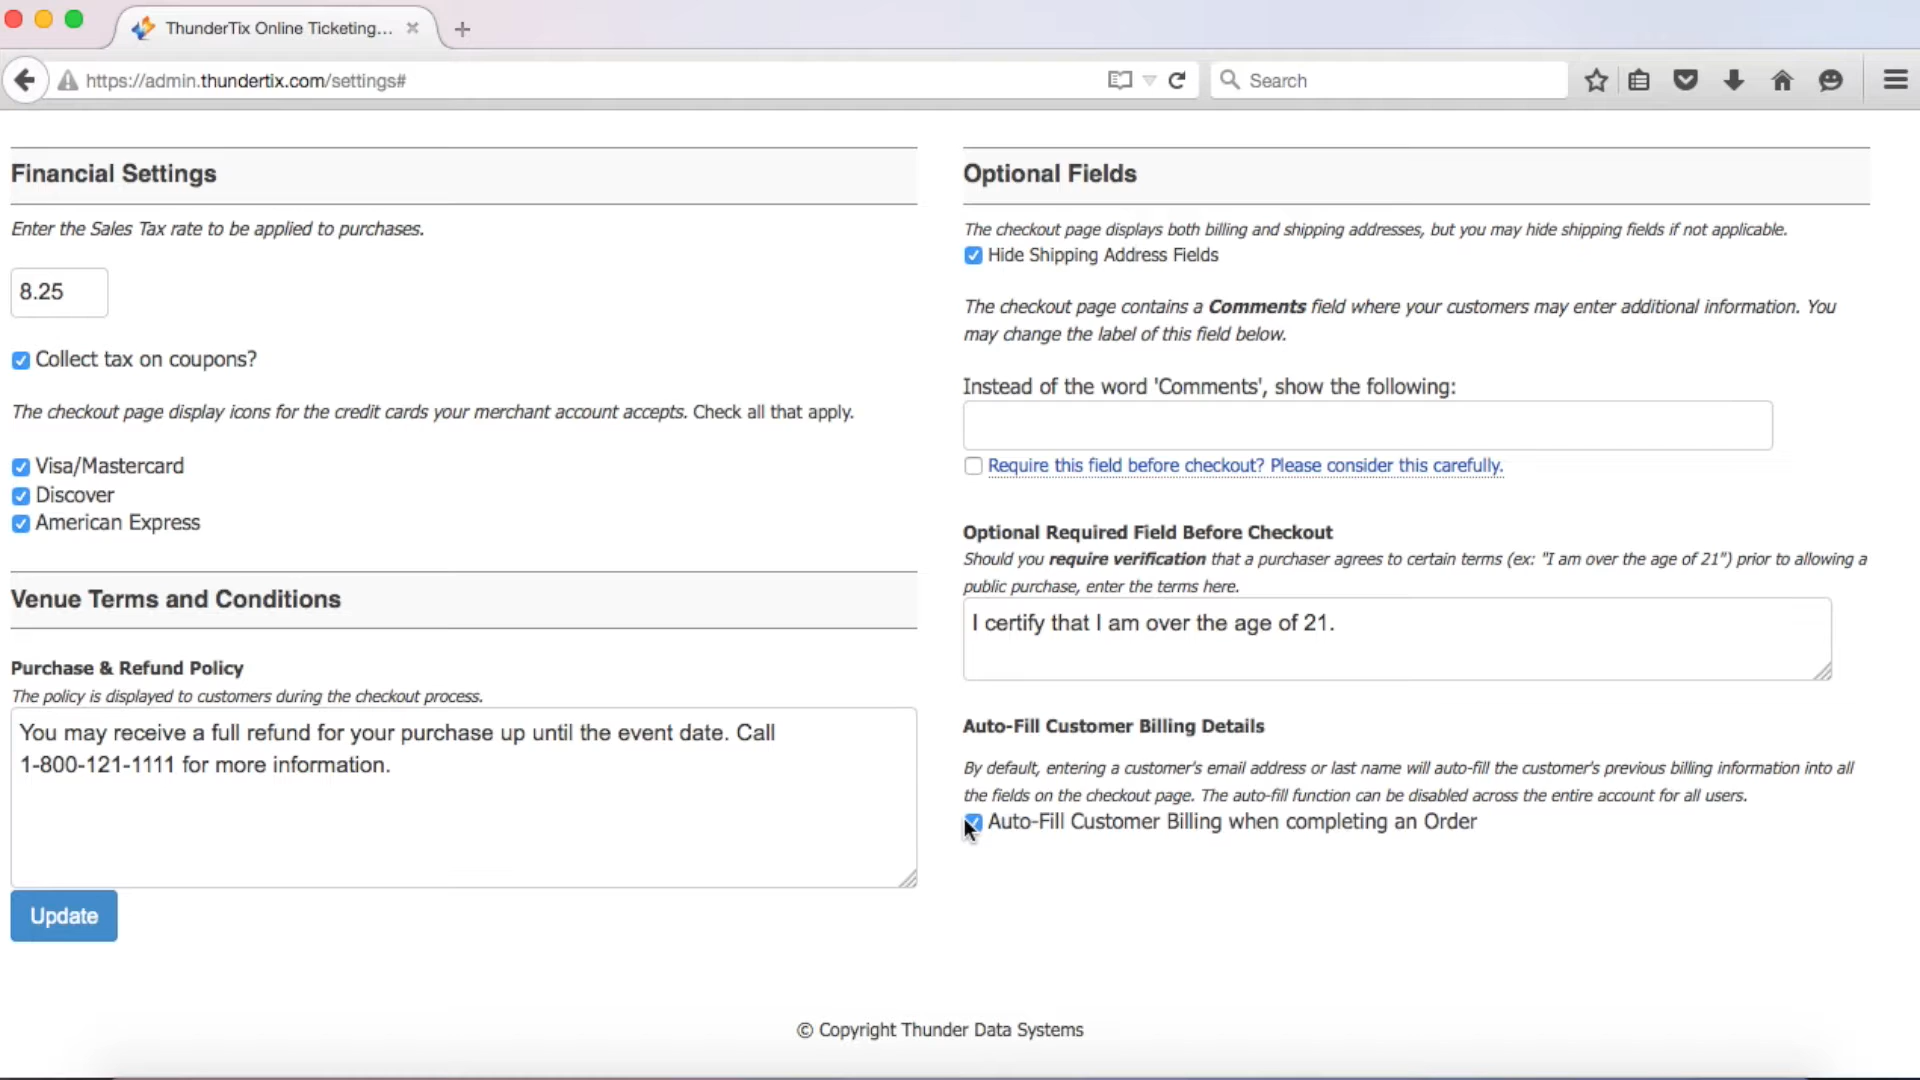 ThunderTix Online Ticketing...
https://admin.thundertix.com/settings#
Search
Financial Settings
Enter the Sales Tax rate to be applied to purchases.
8.25
Collect tax on coupons?
The checkout page display icons for the credit cards your merchant account accepts. Check all that apply.
Visa/Mastercard
Discover
American Express
Venue Terms and Conditions
Purchase & Refund Policy
The policy is displayed to customers during the checkout process.
You may receive a full refund for your purchase up until the event date. Call
1-800-121-1111 for more information.
Update
Optional Fields
The checkout page displays both billing and shipping addresses, but you may hide shipping fields if not applicable.
Hide Shipping Address Fields
The checkout page contains a Comments field where your customers may enter additional information. You
may change the label of this field below.
Instead of the word 'Comments', show the following:
Require this field before checkout? Please consider this carefully.
Optional Required Field Before Checkout
Should you require verification that a purchaser agrees to certain terms (ex: "I am over the age of 21") prior to allowing a
public purchase, enter the terms here.
I certify that I am over the age of 21.
Auto-Fill Customer Billing Details
By default, entering a customer's email address or last name will auto-fill the customer's previous billing information into all
the fields on the checkout page. The auto-fill function can be disabled across the entire account for all users.
Auto-Fill Customer Billing when completing an Order
© Copyright Thunder Data Systems